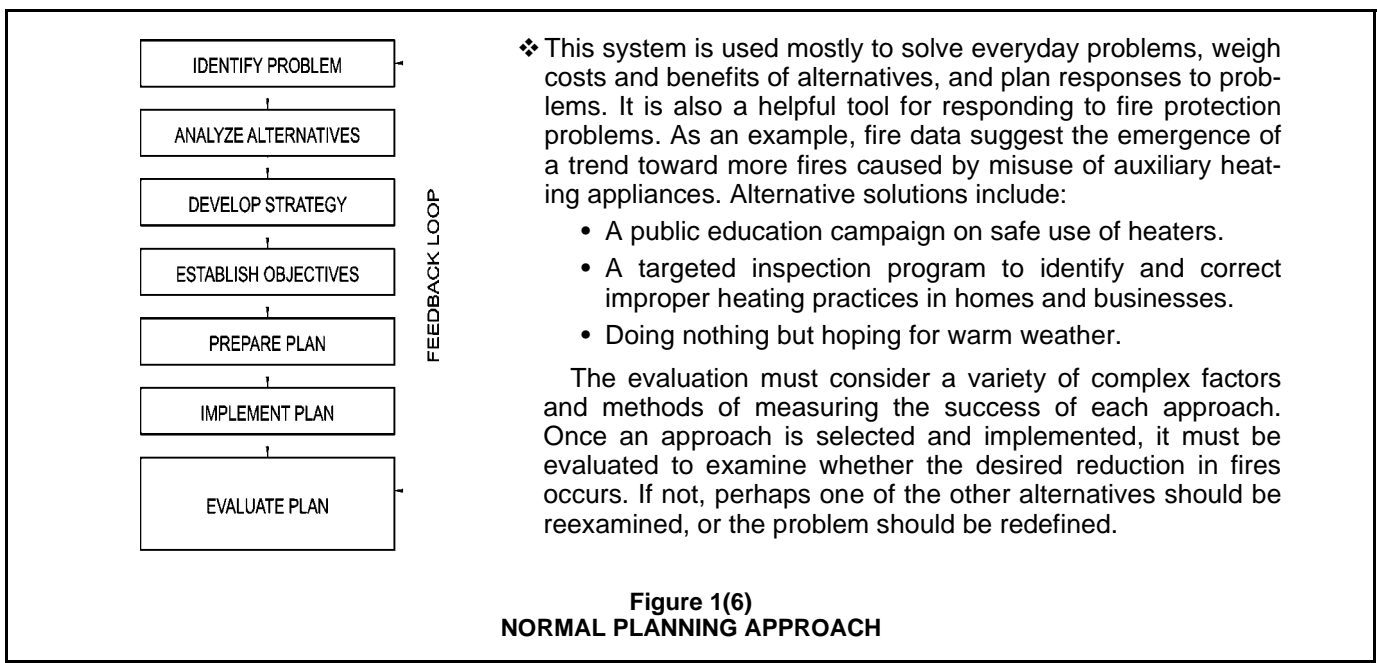 IDENTIFY PROBLEM
ANALYZE ALTERNATIVES
DEVELOP STRATEGY
ESTABLISH OBJECTIVES
PREPARE PLAN
IMPLEMENT PLAN
EVALUATE PLAN
FEEDBACK LOOP
❖ This system is used mostly to solve everyday problems, weigh
costs and benefits of alternatives, and plan responses to prob-
lems. It is also a helpful tool for responding to fire protection
problems. As an example, fire data suggest the emergence of
a trend toward more fires caused by misuse of auxiliary heat-
ing appliances. Alternative solutions include:
• A public education campaign on safe use of heaters.
• A targeted inspection program to identify and correct
improper heating practices in homes and businesses.
• Doing nothing but hoping for warm weather.
The evaluation must consider a variety of complex factors
and methods of measuring the success of each approach.
Once an approach is selected and implemented, it must be
evaluated to examine whether the desired reduction in fires
occurs. If not, perhaps one of the other alternatives should be
reexamined, or the problem should be redefined.
Figure 1(6)
NORMAL PLANNING APPROACH